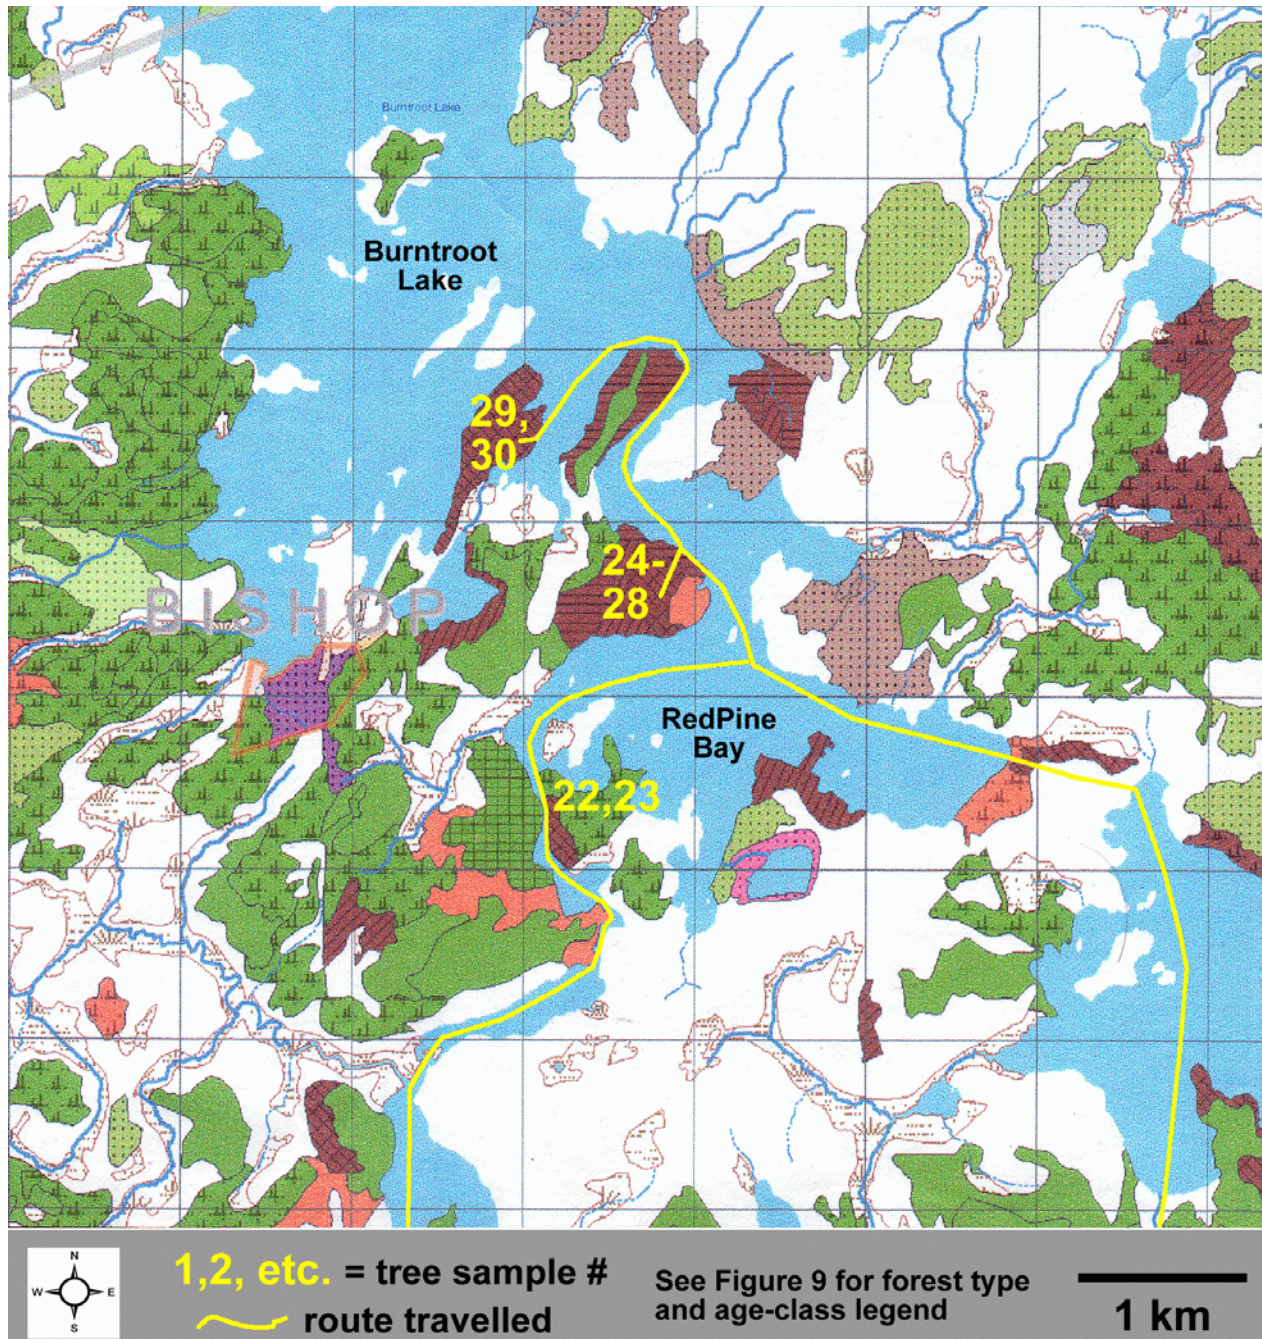 Burntroot Lake
Burntroot
Lake
29,
30
24-
28
BISHOP
RedPine
Bay
22,23
N
W E
S
1,2, etc. = tree sample #
route travelled
See Figure 9 for forest type
and age-class legend
1 km